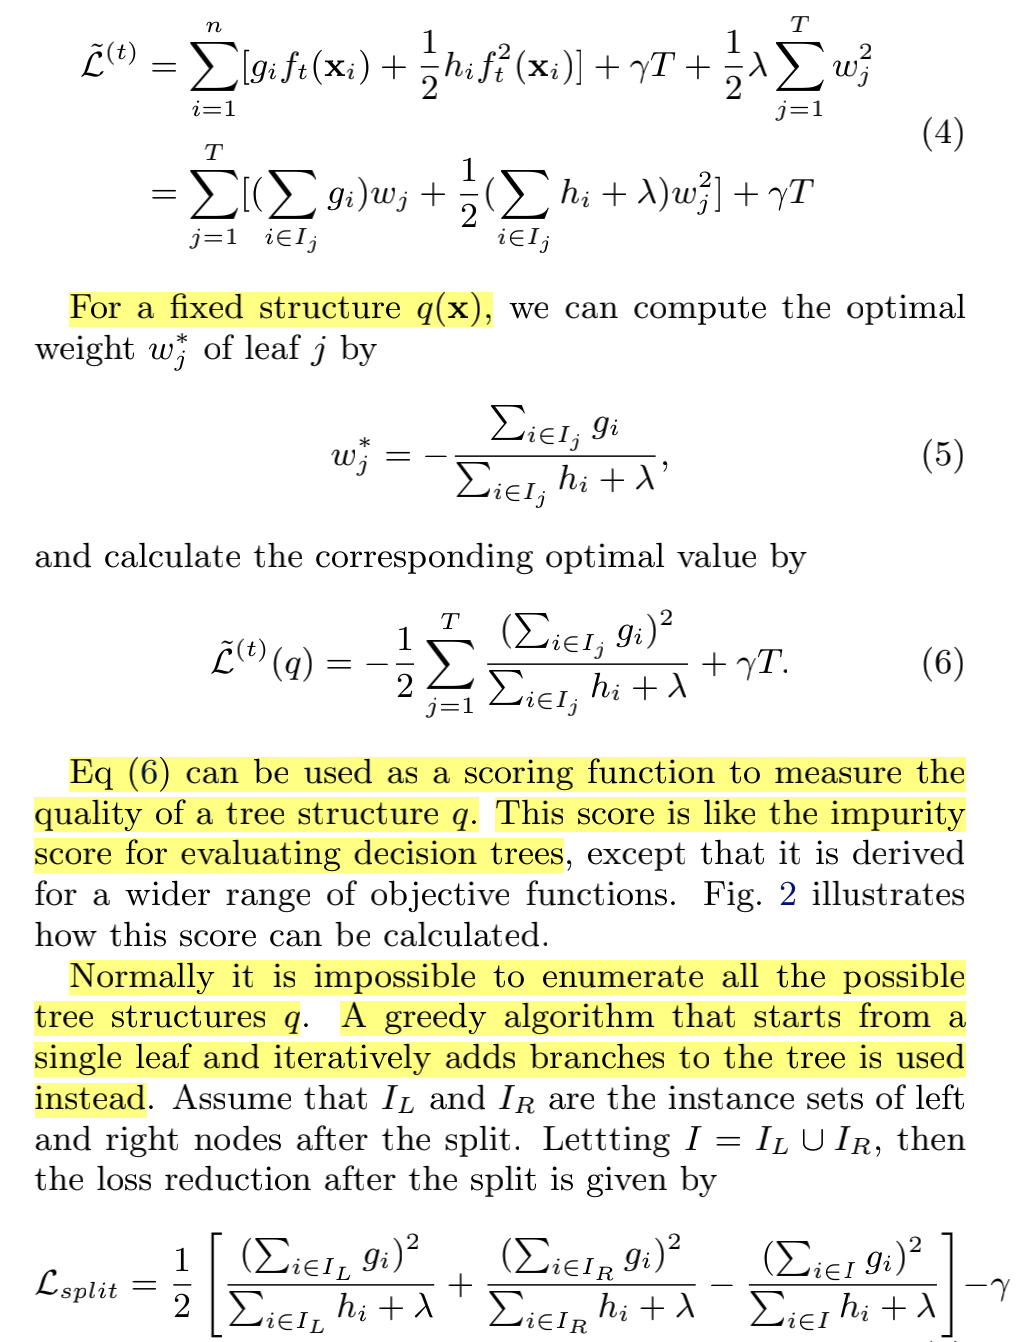 \tilde{\mathcal{L}}^{(t)} = \sum_{i=1}^{n} [g_i f_t(\mathbf{x}_i) + \frac{1}{2} h_i f_t^2(\mathbf{x}_i)] + \gamma T + \frac{1}{2} \lambda \sum_{j=1}^{T} w_j^2
= \sum_{j=1}^{T} [(\sum_{i \in I_j} g_i) w_j + \frac{1}{2} (\sum_{i \in I_j} h_i + \lambda) w_j^2] + \gamma T (4)
For a fixed structure q(x), we can compute the optimal
weight w_j^* of leaf j by
w_j^* = -\frac{\sum_{i \in I_j} g_i}{\sum_{i \in I_j} h_i + \lambda}, (5)
and calculate the corresponding optimal value by
\tilde{\mathcal{L}}^{(t)}(q) = -\frac{1}{2} \sum_{j=1}^{T} \frac{(\sum_{i \in I_j} g_i)^2}{\sum_{i \in I_j} h_i + \lambda} + \gamma T. (6)
Eq (6) can be used as a scoring function to measure the
quality of a tree structure q. This score is like the impurity
score for evaluating decision trees, except that it is derived
for a wider range of objective functions. Fig. 2 illustrates
how this score can be calculated.
Normally it is impossible to enumerate all the possible
tree structures q. A greedy algorithm that starts from a
single leaf and iteratively adds branches to the tree is used
instead. Assume that I_L and I_R are the instance sets of left
and right nodes after the split. Lettting I = I_L ∪ I_R, then
the loss reduction after the split is given by
\mathcal{L}_{split} = \frac{1}{2} \left[ \frac{(\sum_{i \in I_L} g_i)^2}{\sum_{i \in I_L} h_i + \lambda} + \frac{(\sum_{i \in I_R} g_i)^2}{\sum_{i \in I_R} h_i + \lambda} - \frac{(\sum_{i \in I} g_i)^2}{\sum_{i \in I} h_i + \lambda} \right] - \gamma